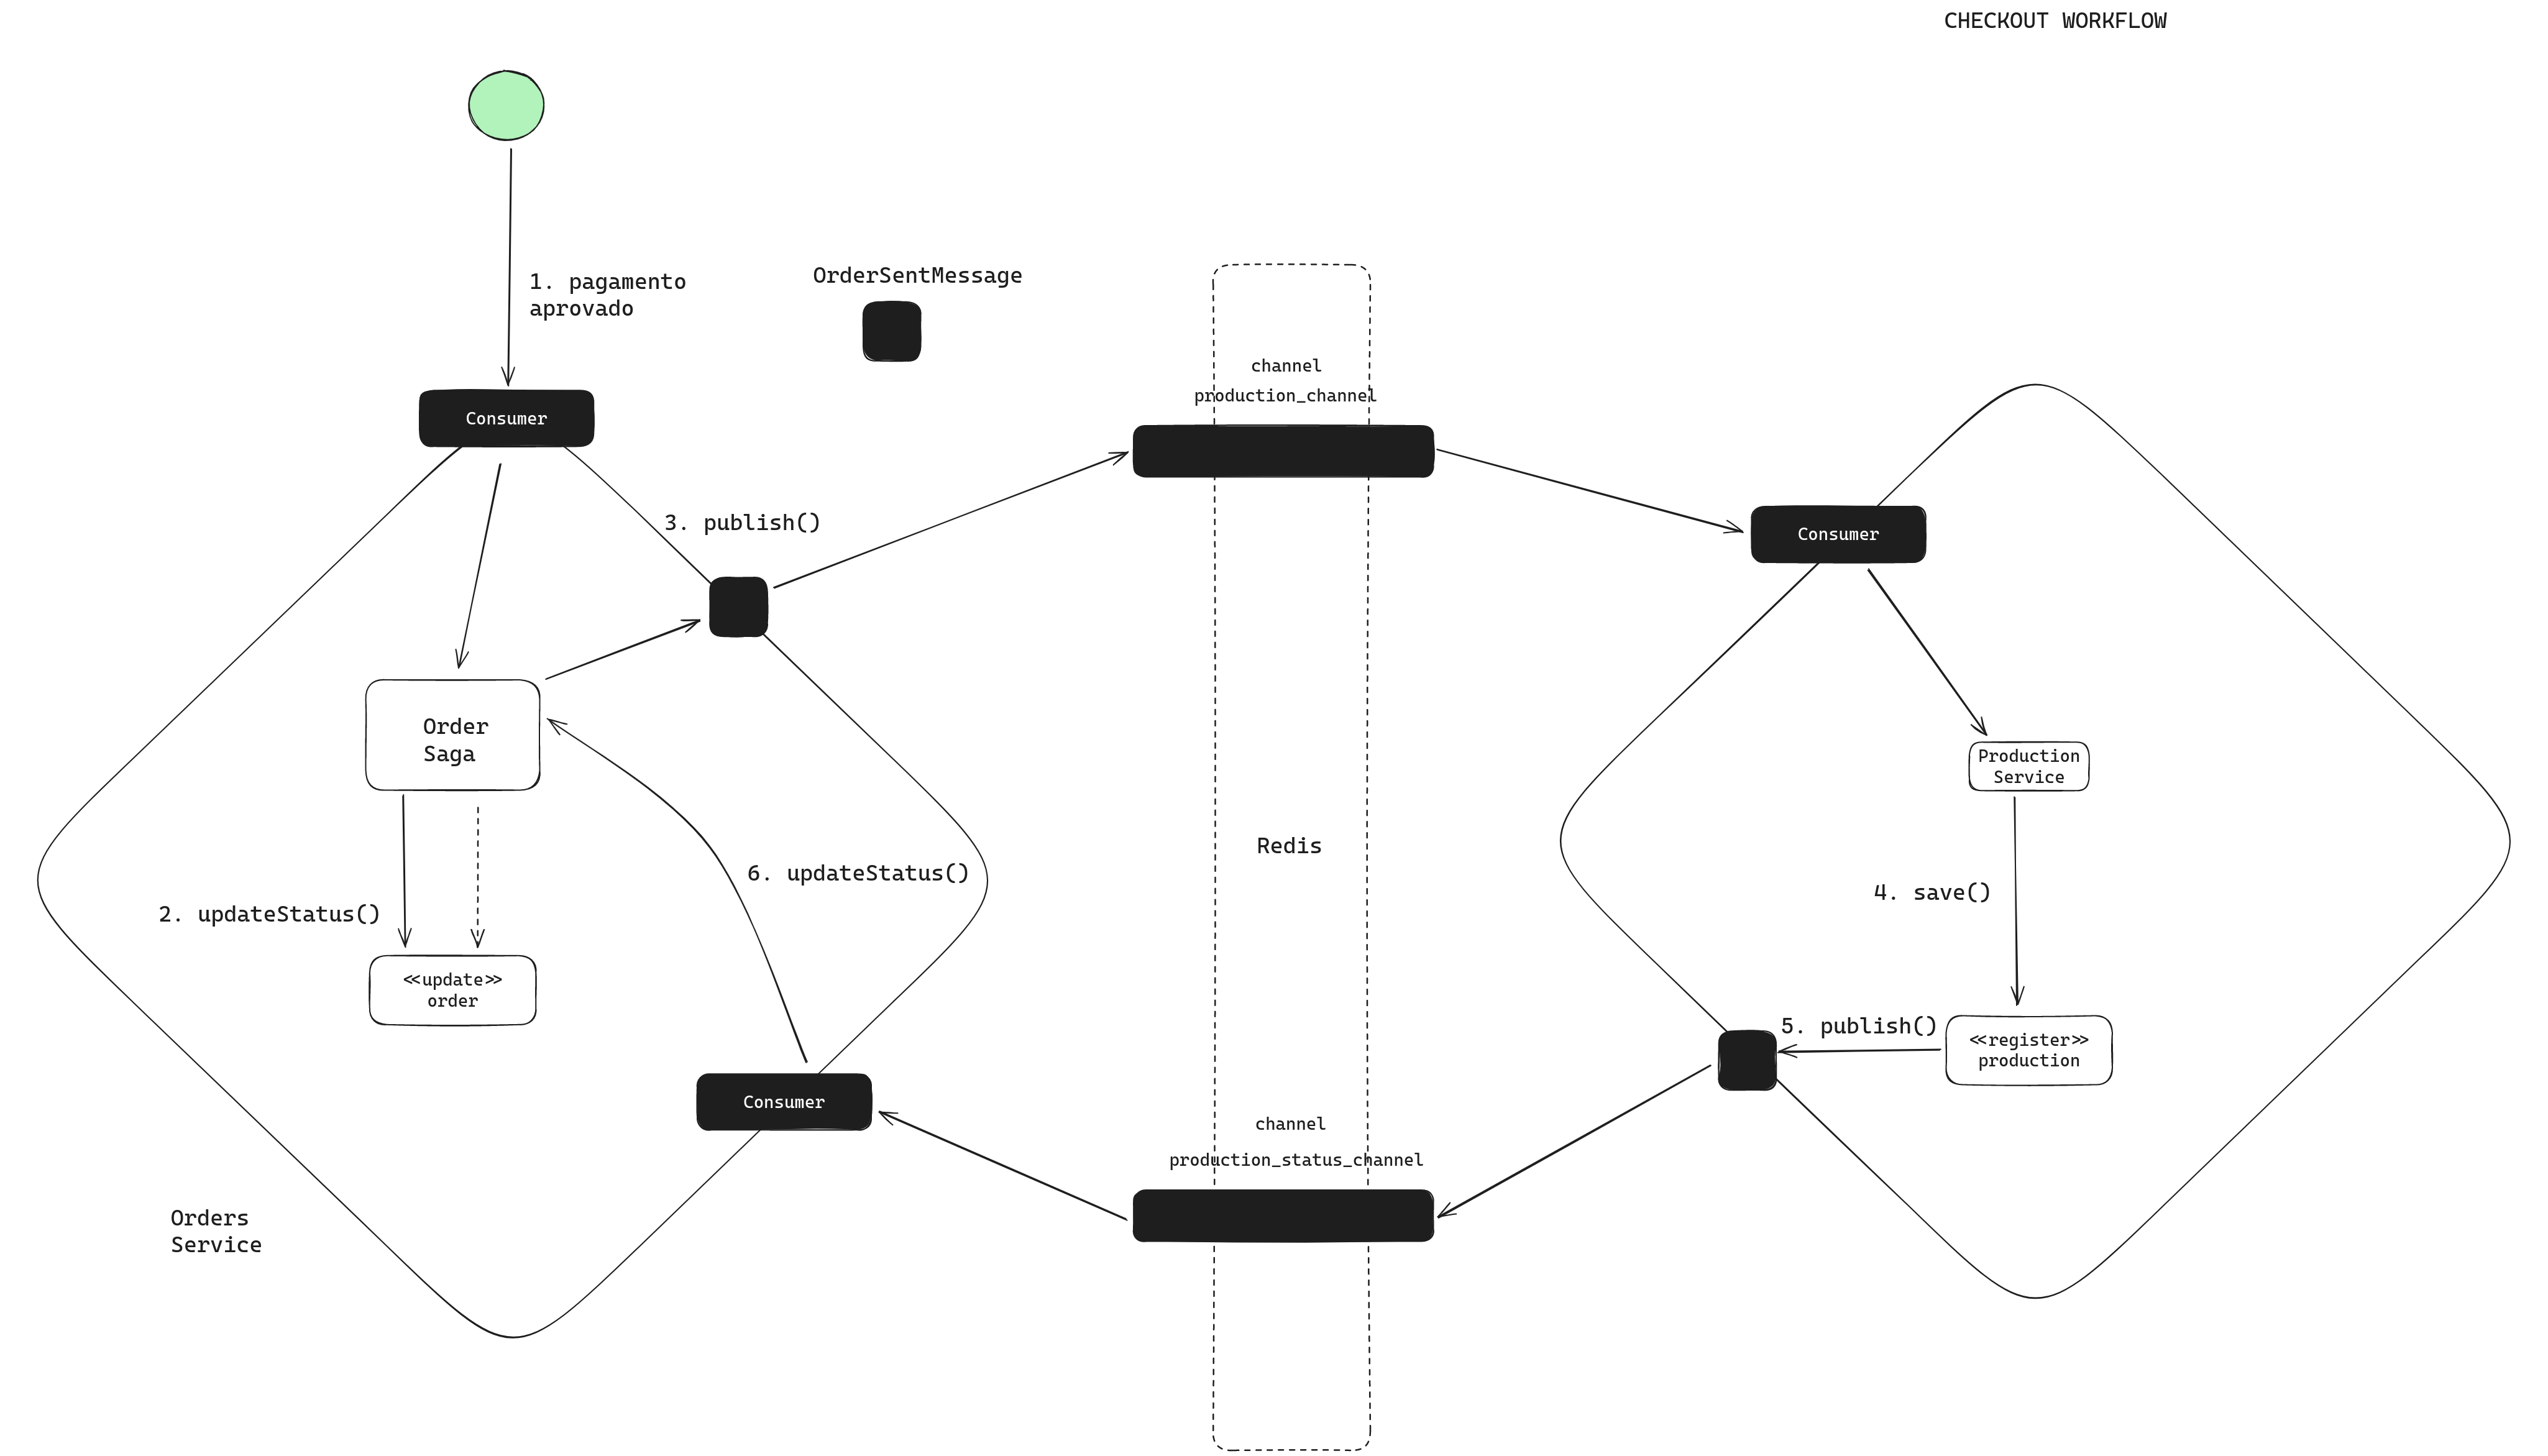 CHECKOUT WORKFLOW
1. pagamento
aprovado
OrderSentMessage
channel
production_channel
Consumer
3. publish()
Consumer
Order
Saga
Production
Service
Redis
6. updateStatus()
4. save()
2. updateStatus()
<<update>>
order
5. publish()
<<register>>
production
Consumer
channel
production_status_channel
Orders
Service